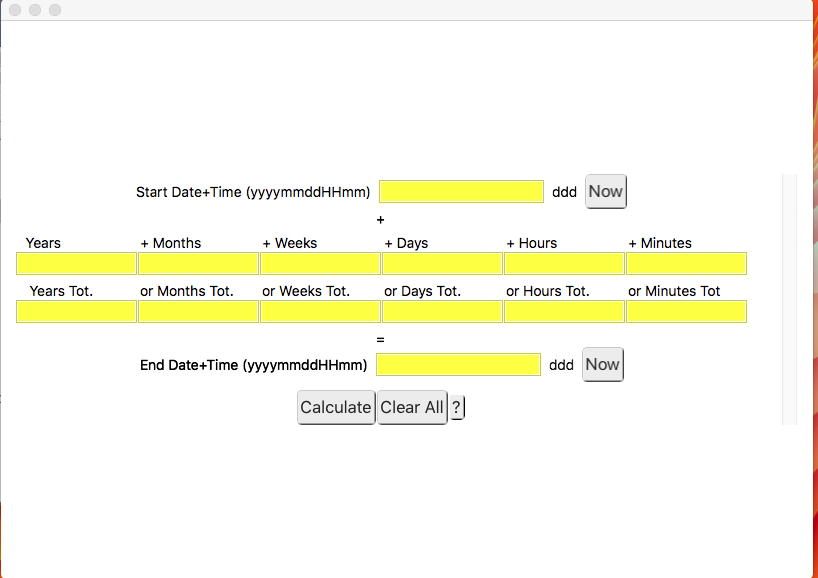 Start Date+Time (yyyymmddHHmm) ddd Now
+
Years + Months + Weeks + Days + Hours + Minutes
Years Tot. or Months Tot. or Weeks Tot. or Days Tot. or Hours Tot. or Minutes Tot
=
End Date+Time (yyyymmddHHmm) ddd Now
Calculate Clear All ?